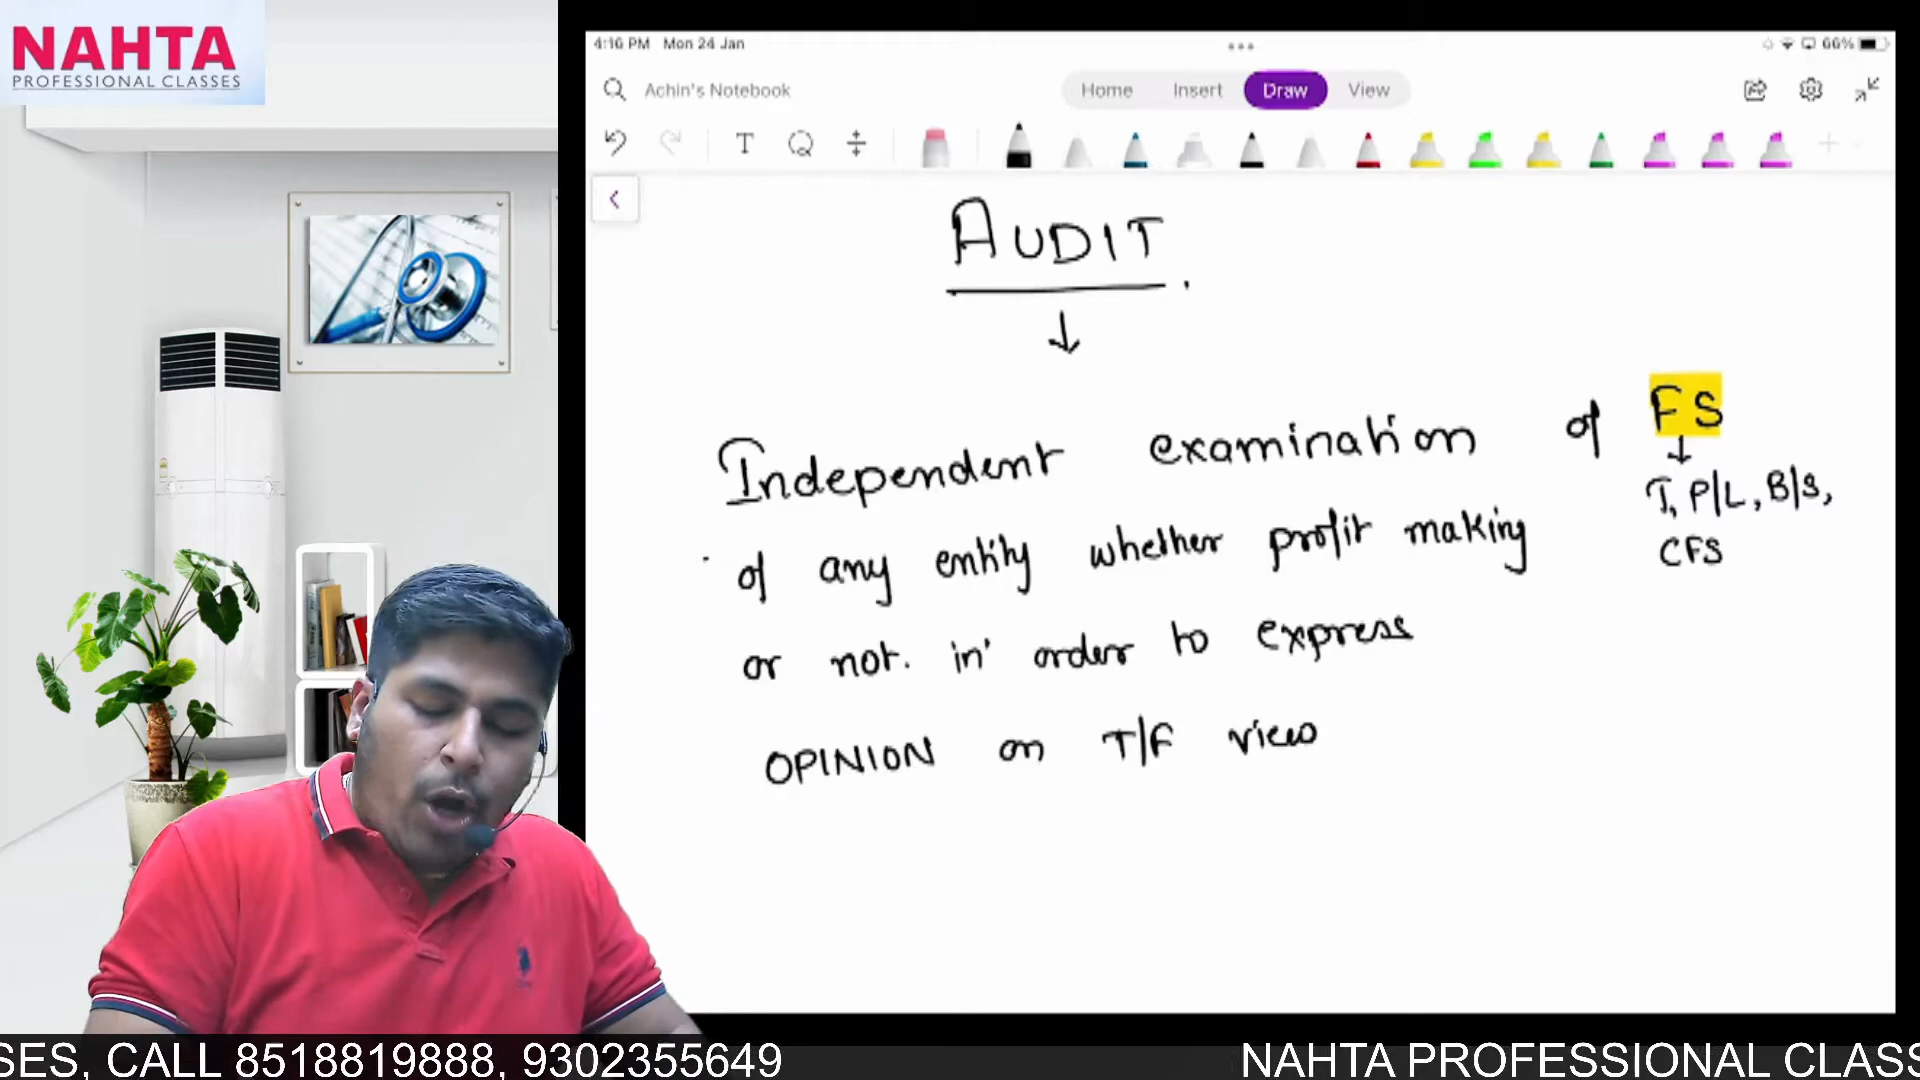 NAHTA
PROFESSIONAL CLASSES
4:16 PM Mon 24 Jan
66%
Achin's Notebook
Home Insert Draw View
T
AUDIT.
Independent examination of FS
T, P/L, B/S,
CFS
of any entity whether profit making
or not. in order to express
OPINION on T/F view
SES, CALL 8518819888, 9302355649
NAHTA PROFESSIONAL CLASS